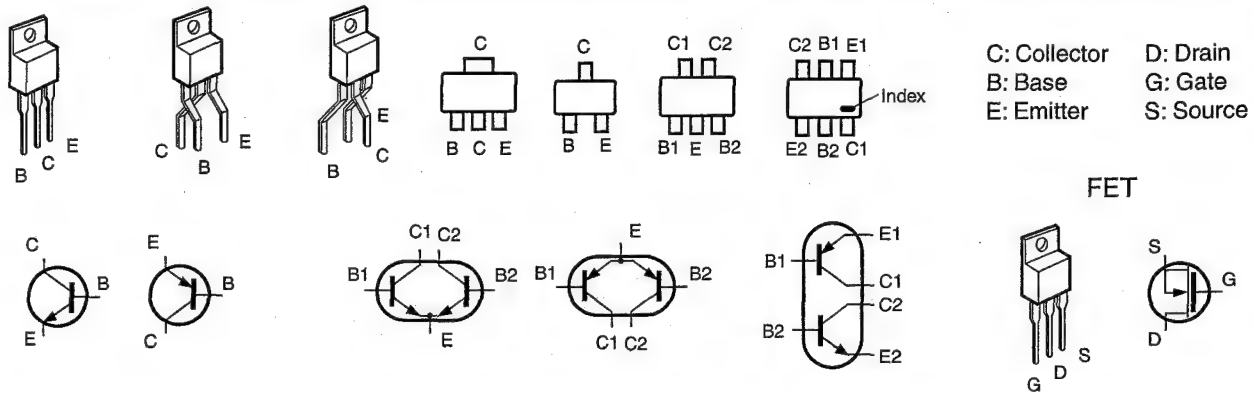 B C E
C B E
B E C
C
B C E
C
B E
C1 C2
B1 E B2
C2 B1 E1
Index
E2 B2 C1
C: Collector D: Drain
B: Base G: Gate
E: Emitter S: Source
C
B
E
E
B
C
C1 C2
B1 B2
E
E
B1 B2
C1 C2
E1
B1
C1
C2
B2
E2
FET
G D S
S
G
D